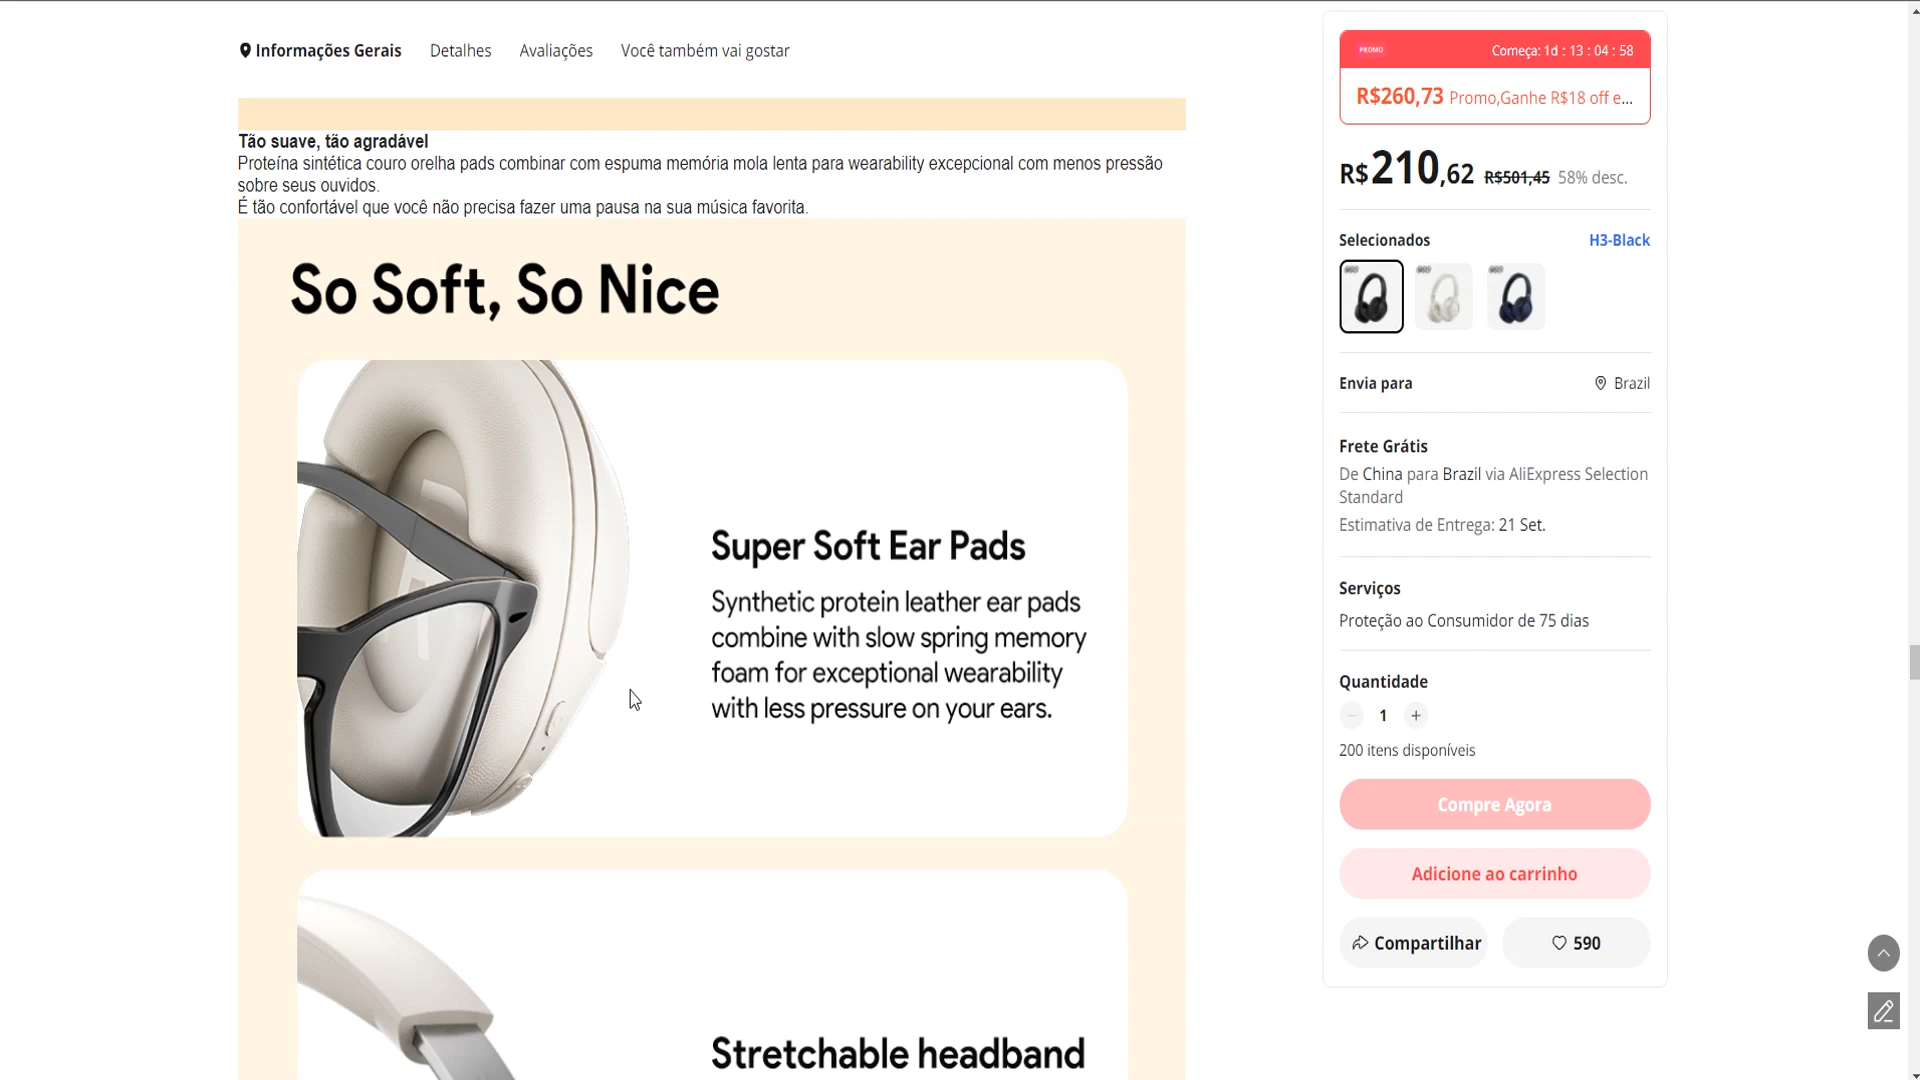 Informações Gerais
Detalhes
Avaliações
Você também vai gostar
Tão suave, tão agradável
Proteína sintética couro orelha pads combinar com espuma memória mola lenta para wearability excepcional com menos pressão
sobre seus ouvidos.
É tão confortável que você não precisa fazer uma pausa na sua música favorita.
So Soft, So Nice
Super Soft Ear Pads
Synthetic protein leather ear pads
combine with slow spring memory
foam for exceptional wearability
with less pressure on your ears.
Stretchable headband
PROMO
Começa: 1d : 13 : 04 : 58
R$260,73 Promo,Ganhe R$18 off e...
R$210,62 R$501,45 58% desc.
Selecionados
H3-Black
Envia para
Brazil
Frete Grátis
De China para Brazil via AliExpress Selection
Standard
Estimativa de Entrega: 21 Set.
Serviços
Proteção ao Consumidor de 75 dias
Quantidade
− 1 +
200 itens disponíveis
Compre Agora
Adicione ao carrinho
Compartilhar
590